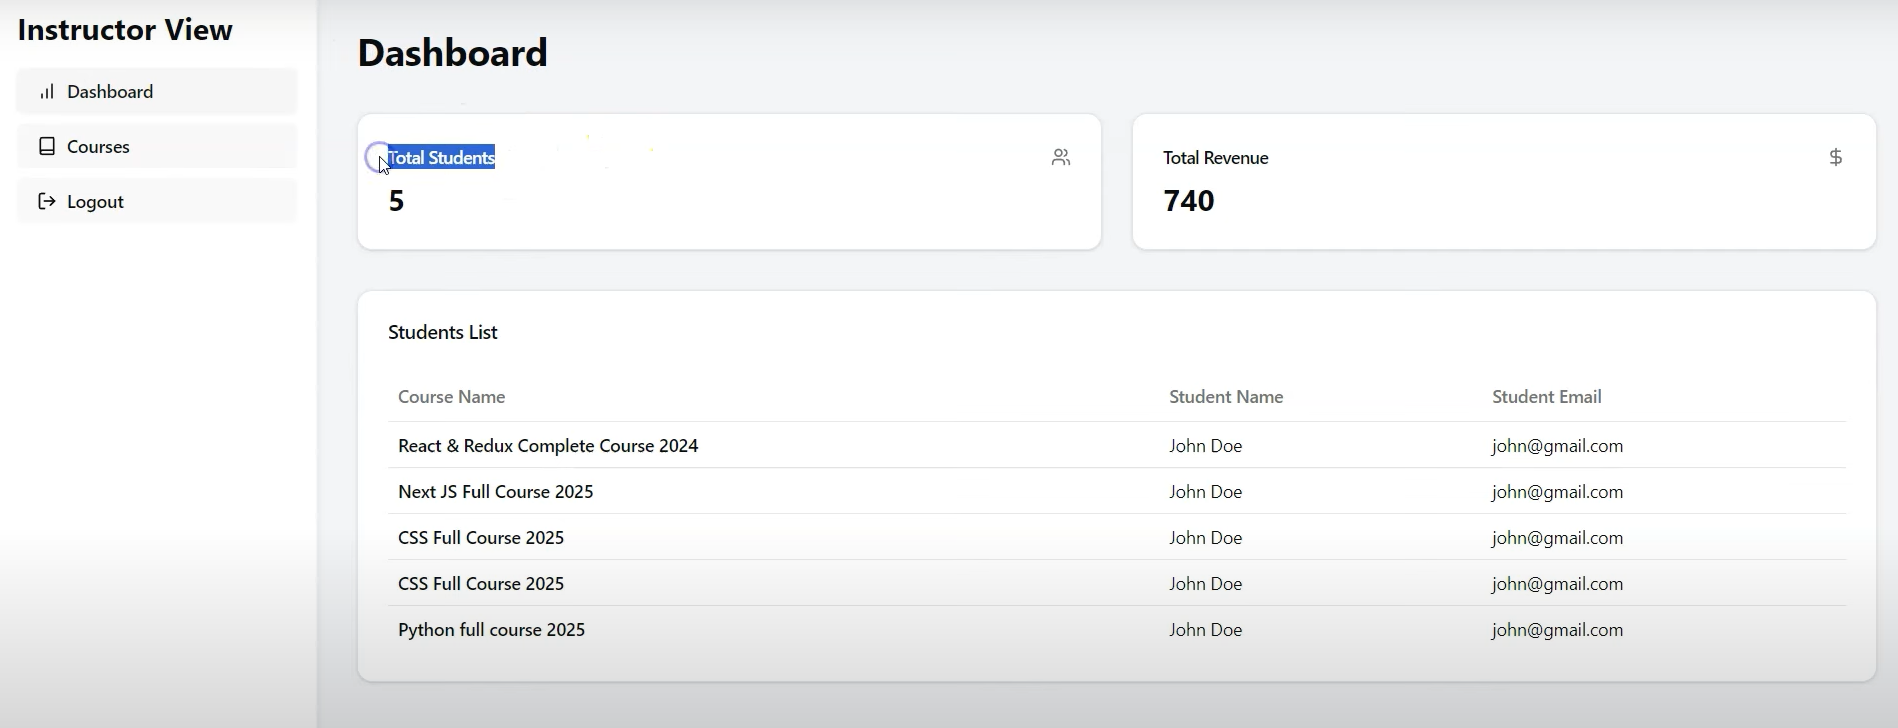 Instructor View
Dashboard
Courses
Logout
Dashboard
Total Students
5
Total Revenue
740
Students List
Course Name Student Name Student Email
React & Redux Complete Course 2024 John Doe john@gmail.com
Next JS Full Course 2025 John Doe john@gmail.com
CSS Full Course 2025 John Doe john@gmail.com
CSS Full Course 2025 John Doe john@gmail.com
Python full course 2025 John Doe john@gmail.com